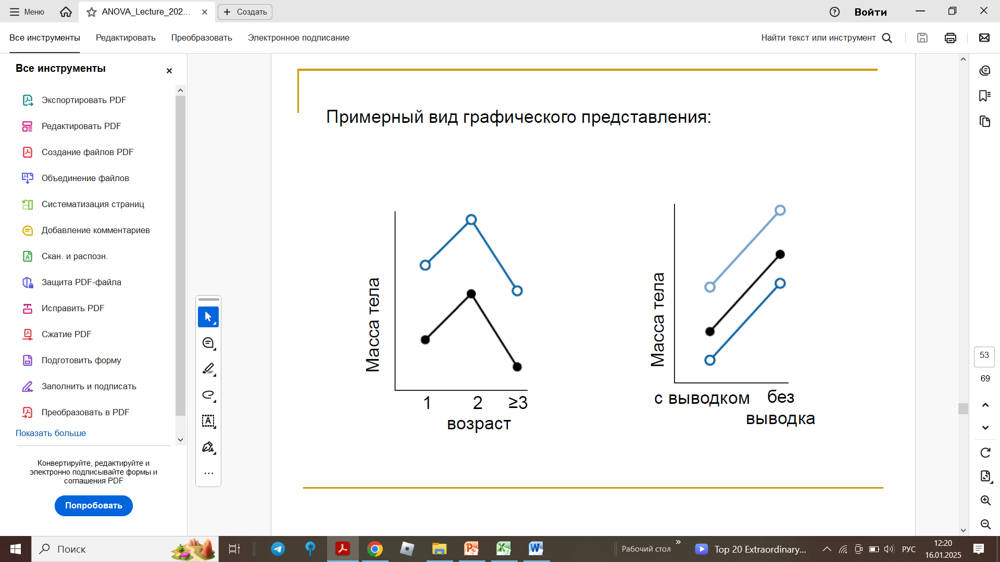 Меню
ANOVA_Lecture_202...
Создать
Войти
Все инструменты
Редактировать
Преобразовать
Электронное подписание
Найти текст или инструмент
Все инструменты
Экспортировать PDF
Редактировать PDF
Создание файлов PDF
Объединение файлов
Систематизация страниц
Добавление комментариев
Скан. и распозн.
Защита PDF-файла
Исправить PDF
Сжатие PDF
Подготовить форму
Заполнить и подписать
Преобразовать в PDF
Показать больше
Конвертируйте, редактируйте и
электронно подписывайте формы и
соглашения PDF
Попробовать
Примерный вид графического представления:
Масса тела
1 2 ≥3
возраст
Масса тела
с выводком без
выводка
53
69
Поиск
Рабочий стол
Top 20 Extraordinary...
РУС
12:20
16.01.2025